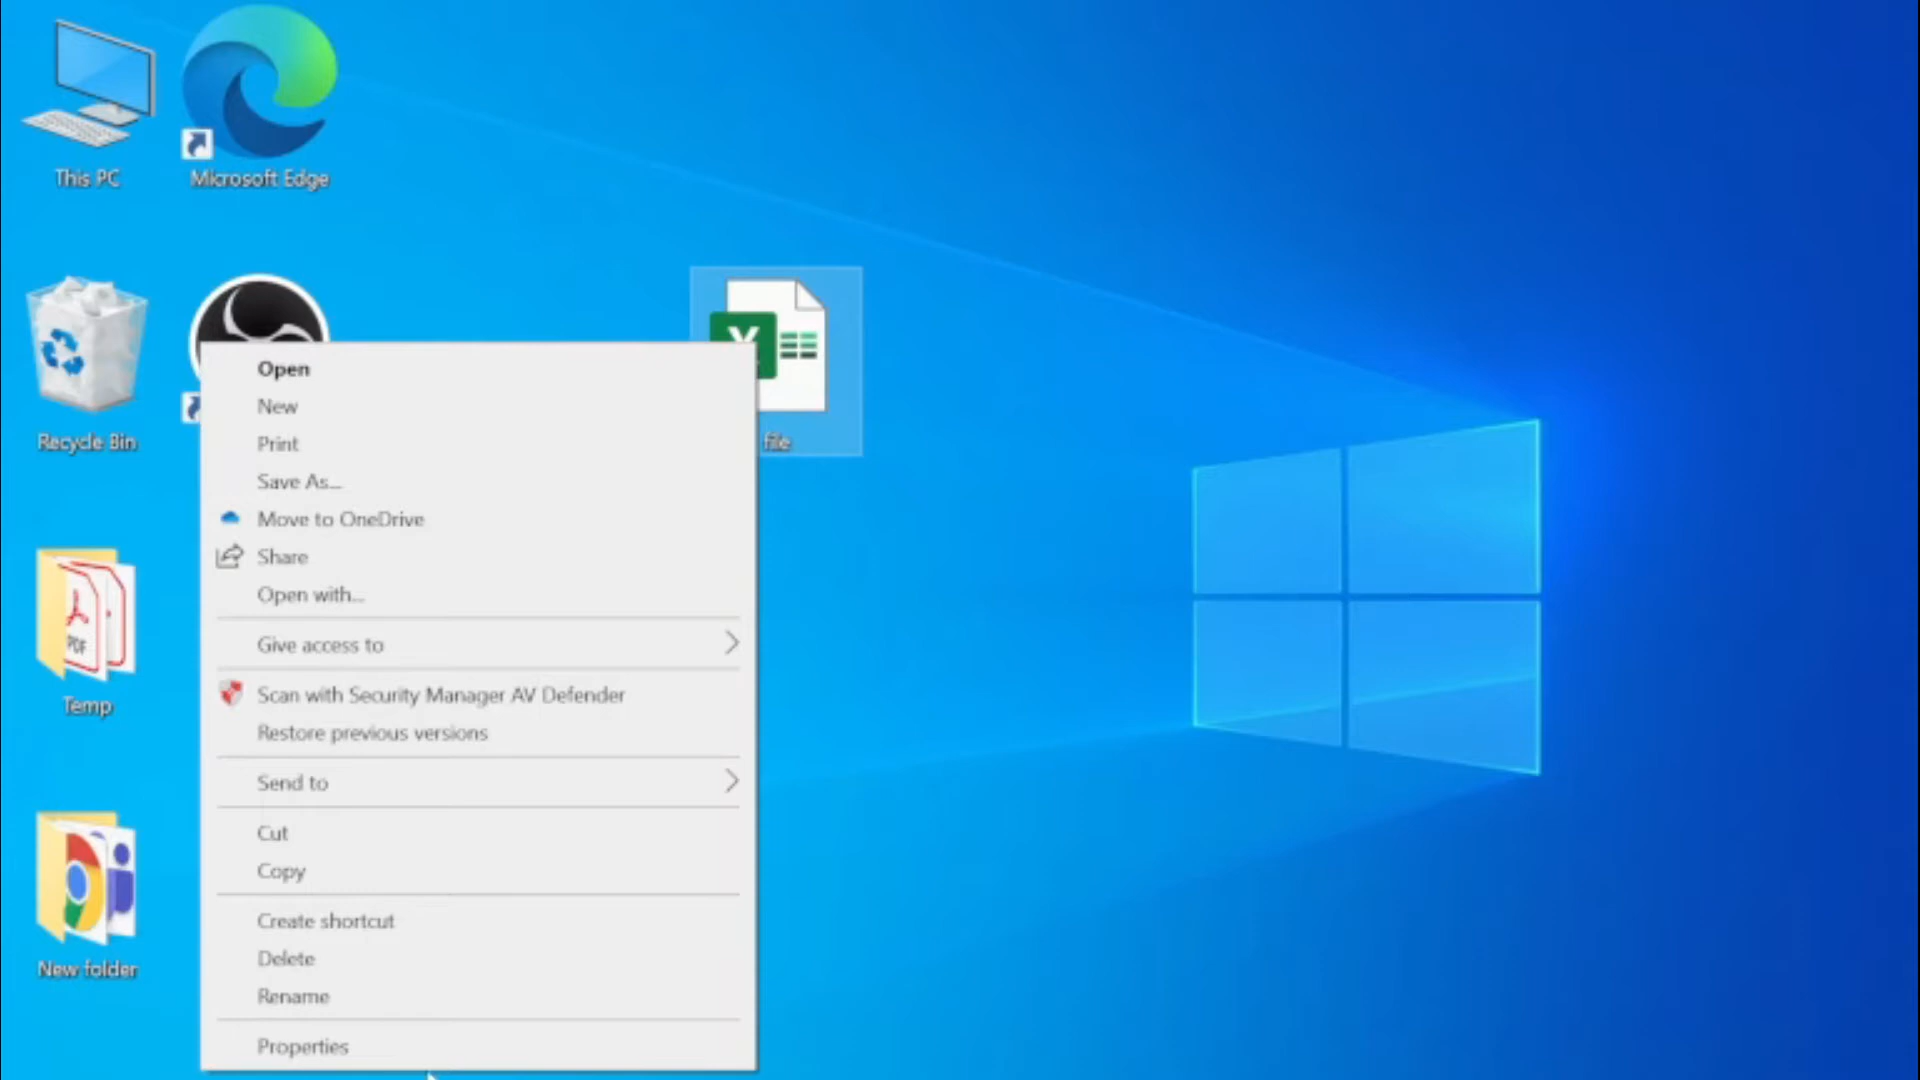 This PC
Microsoft Edge
Recycle Bin
file
Temp
New folder
PDF
Open
New
Print
Save As...
Move to OneDrive
Share
Open with...
Give access to
Scan with Security Manager AV Defender
Restore previous versions
Send to
Cut
Copy
Create shortcut
Delete
Rename
Properties